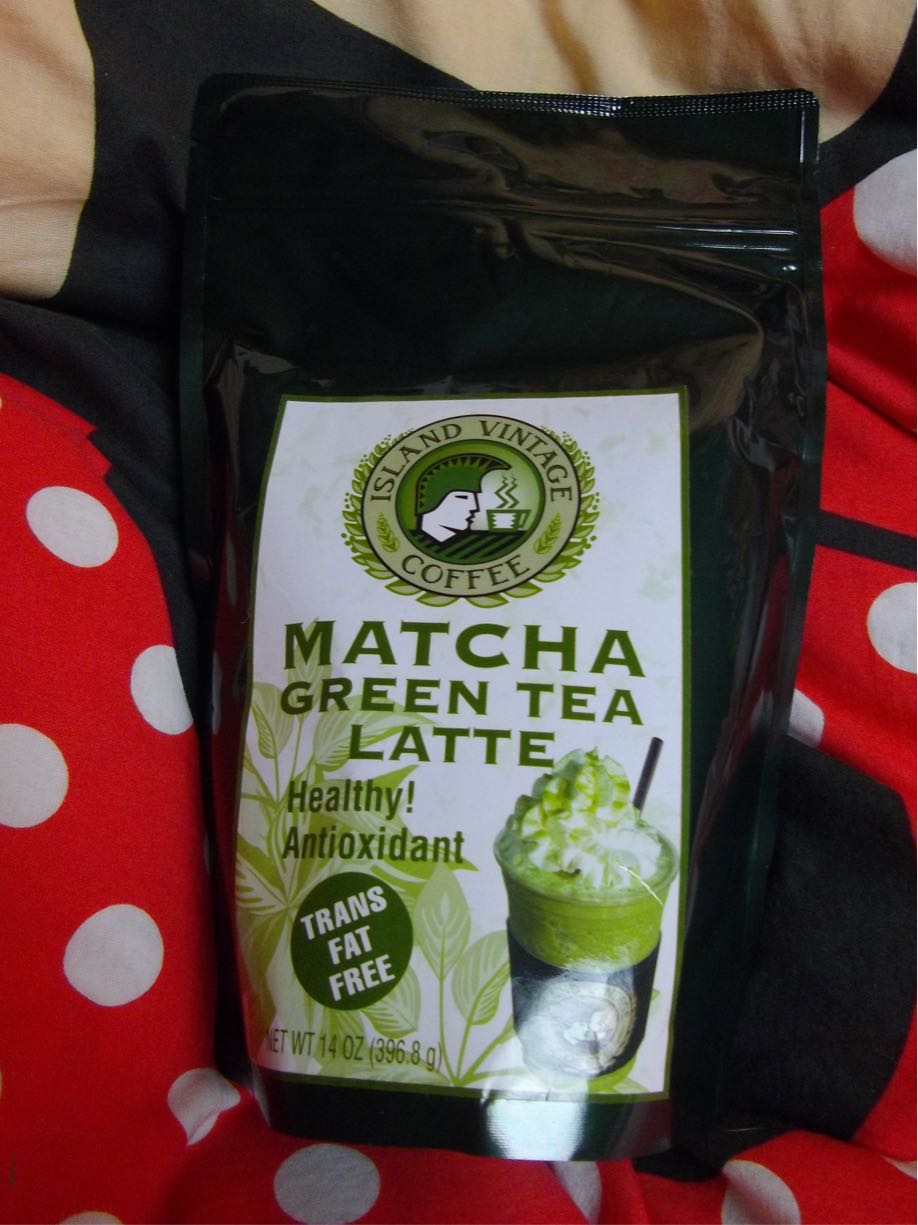 ISLAND VINTAGE
COFFEE
MATCHA
GREEN TEA
LATTE
Healthy!
Antioxidant
TRANS
FAT
FREE
NET WT 14 OZ (396.8 g)